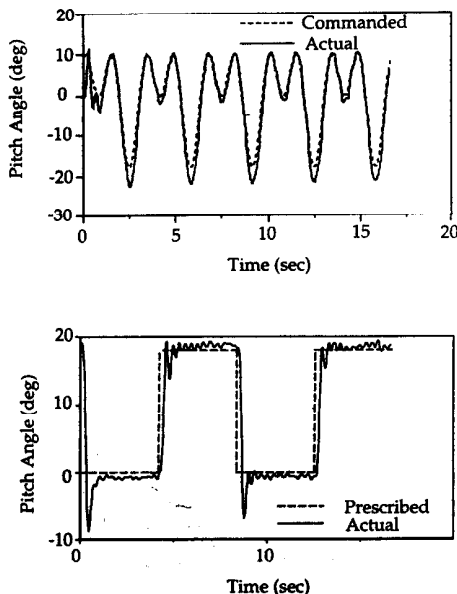 Commanded
Actual
20
10
0
-10
-20
-30
Pitch Angle (deg)
0
5
10
15
20
Time (sec)
20
10
0
-10
Pitch Angle (deg)
Prescribed
Actual
0
10
Time (sec)